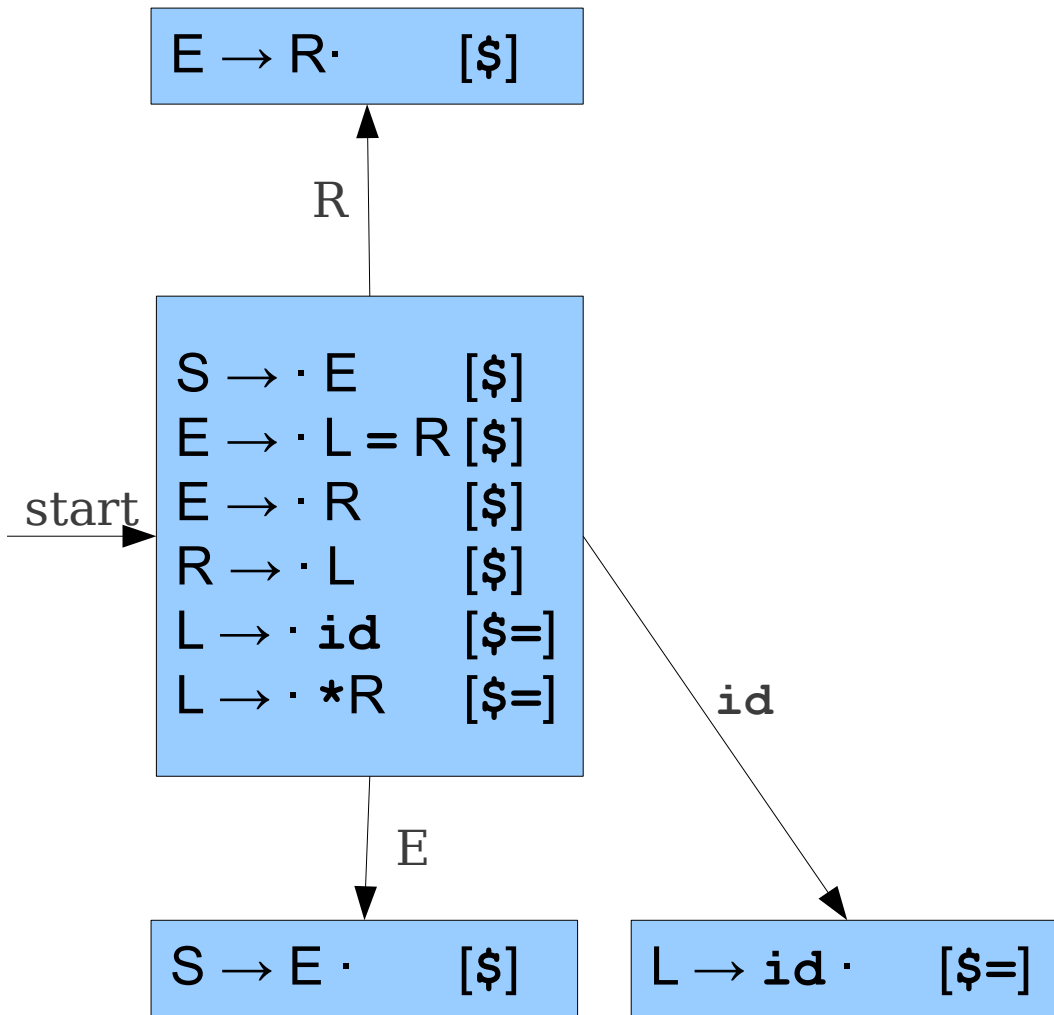 E → R· [$]
R
S → · E [$]
E → · L = R [$]
start
E → · R [$]
R → · L [$]
L → · id [$=]
L → · *R [$=]
id
E
S → E · [$]
L → id · [$=]